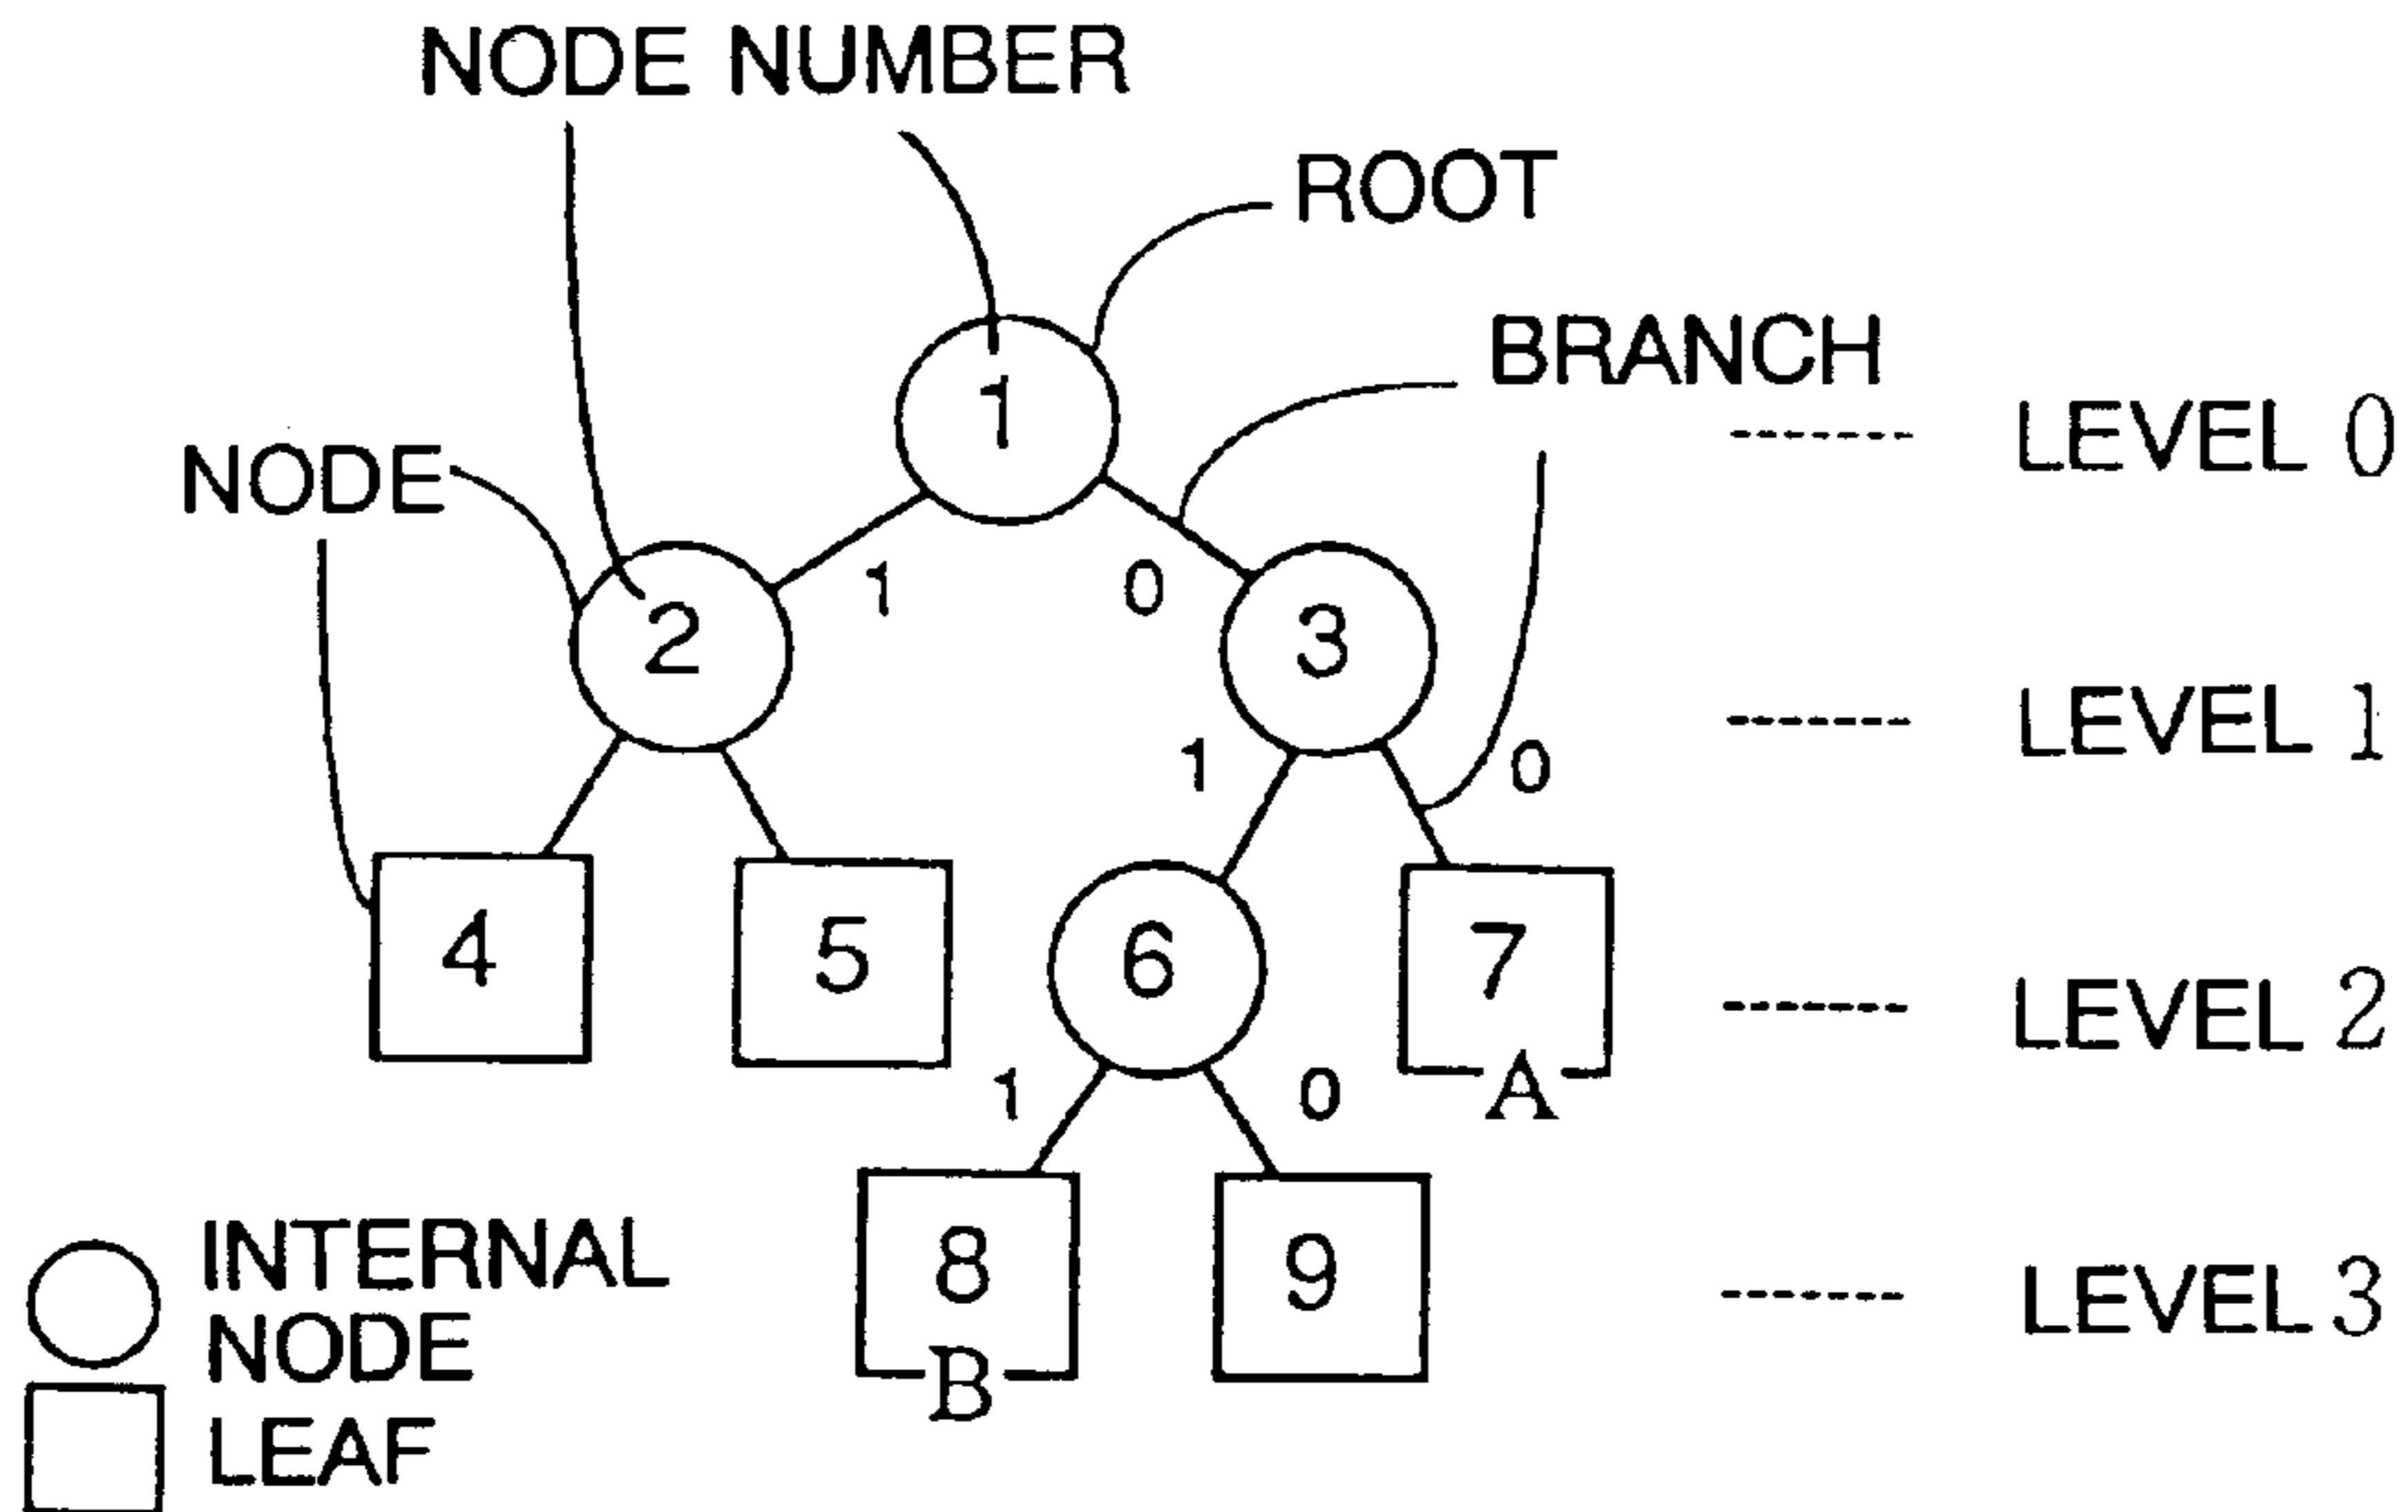 NODE NUMBER
ROOT
BRANCH
1
LEVEL 0
NODE
1
0
2
3
LEVEL 1
1
0
4
5
6
7
LEVEL 2
A
1
0
8
9
LEVEL 3
B
INTERNAL
NODE
LEAF